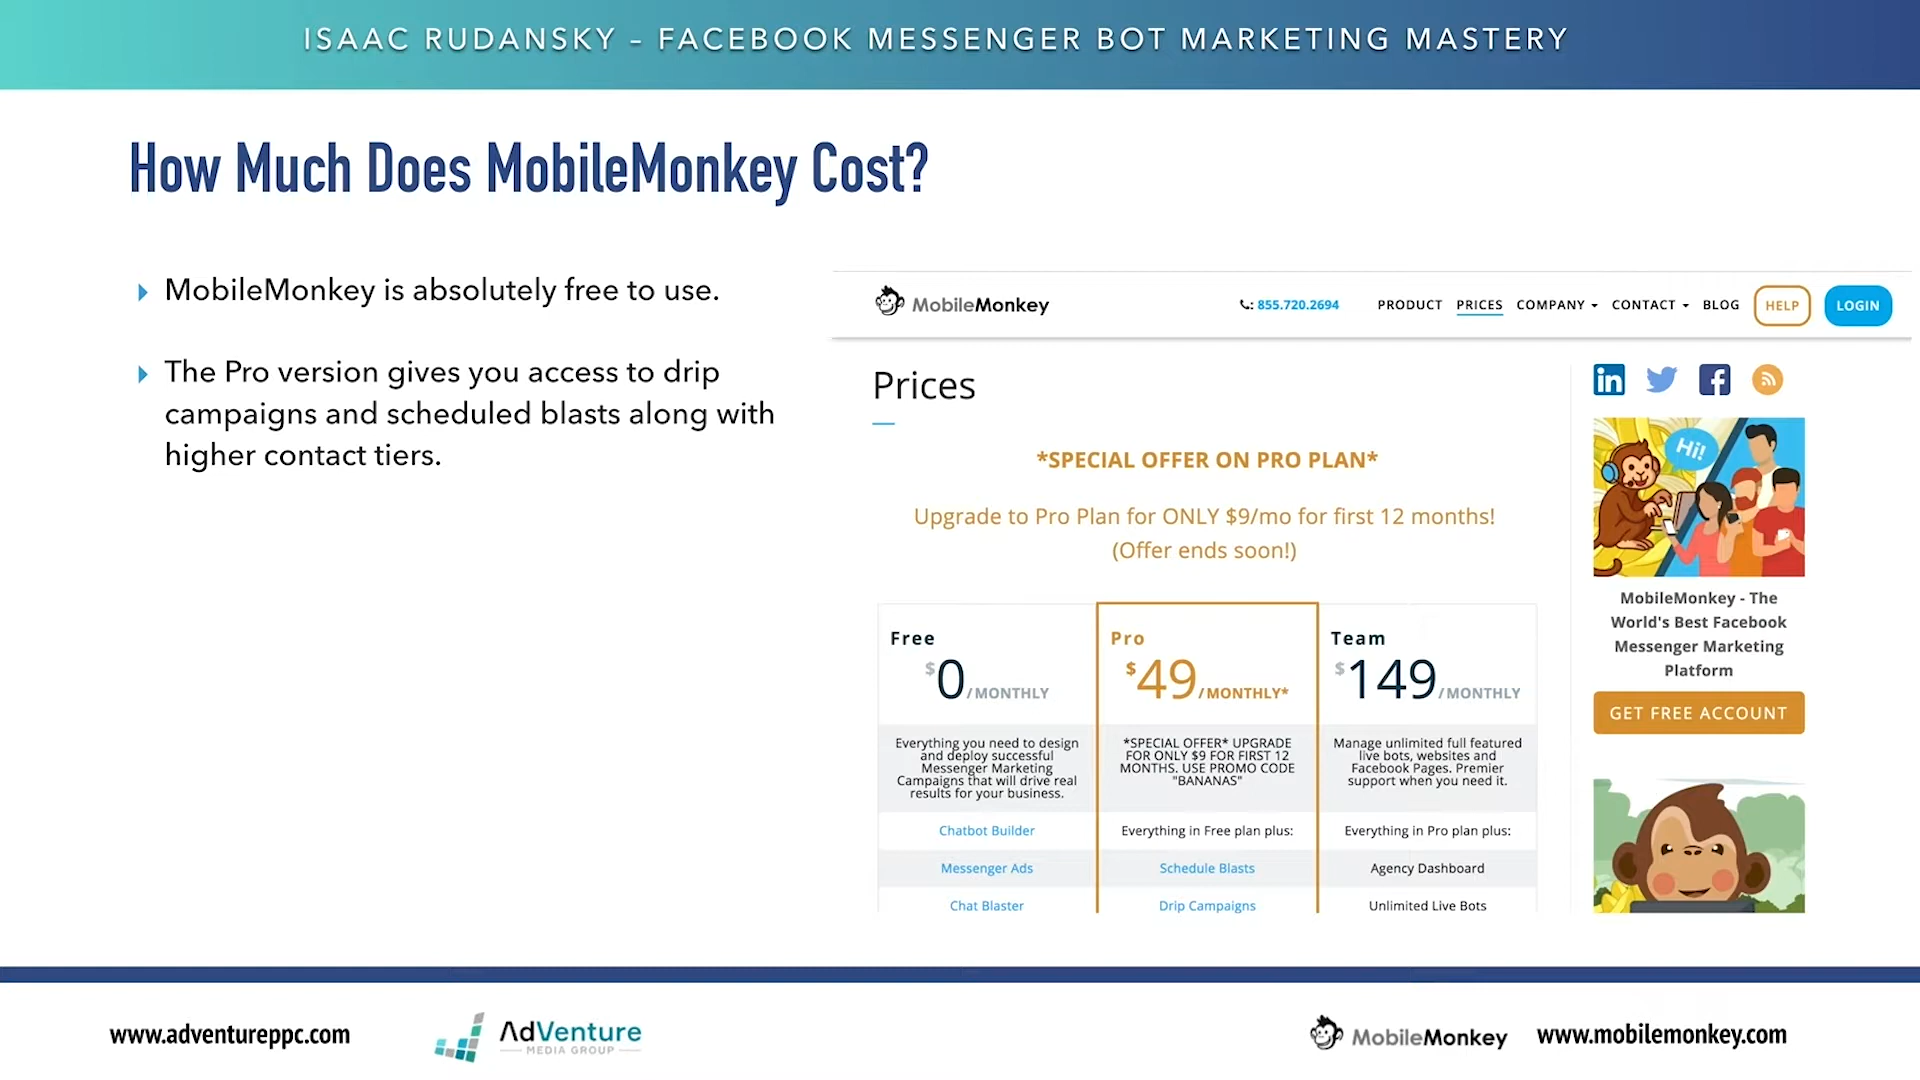 ISAAC RUDANSKY – FACEBOOK MESSENGER BOT MARKETING MASTERY
How Much Does MobileMonkey Cost?
MobileMonkey is absolutely free to use.
The Pro version gives you access to drip
campaigns and scheduled blasts along with
higher contact tiers.
MobileMonkey
: 855.720.2694 PRODUCT PRICES COMPANY CONTACT BLOG HELP LOGIN
Prices
*SPECIAL OFFER ON PRO PLAN*
Upgrade to Pro Plan for ONLY $9/mo for first 12 months!
(Offer ends soon!)
Free
$0/MONTHLY
Everything you need to design
and deploy successful
Messenger Marketing
Campaigns that will drive real
results for your business.
Chatbot Builder
Messenger Ads
Chat Blaster
Pro
$49/MONTHLY*
*SPECIAL OFFER* UPGRADE
FOR ONLY $9 FOR FIRST 12
MONTHS. USE PROMO CODE
"BANANAS"
Everything in Free plan plus:
Schedule Blasts
Drip Campaigns
Team
$149/MONTHLY
Manage unlimited full featured
live bots, websites and
Facebook Pages. Premier
support when you need it.
Everything in Pro plan plus:
Agency Dashboard
Unlimited Live Bots
in
f
Hi!
MobileMonkey - The
World's Best Facebook
Messenger Marketing
Platform
GET FREE ACCOUNT
www.adventureppc.com
AdVenture
MEDIA GROUP
MobileMonkey
www.mobilemonkey.com